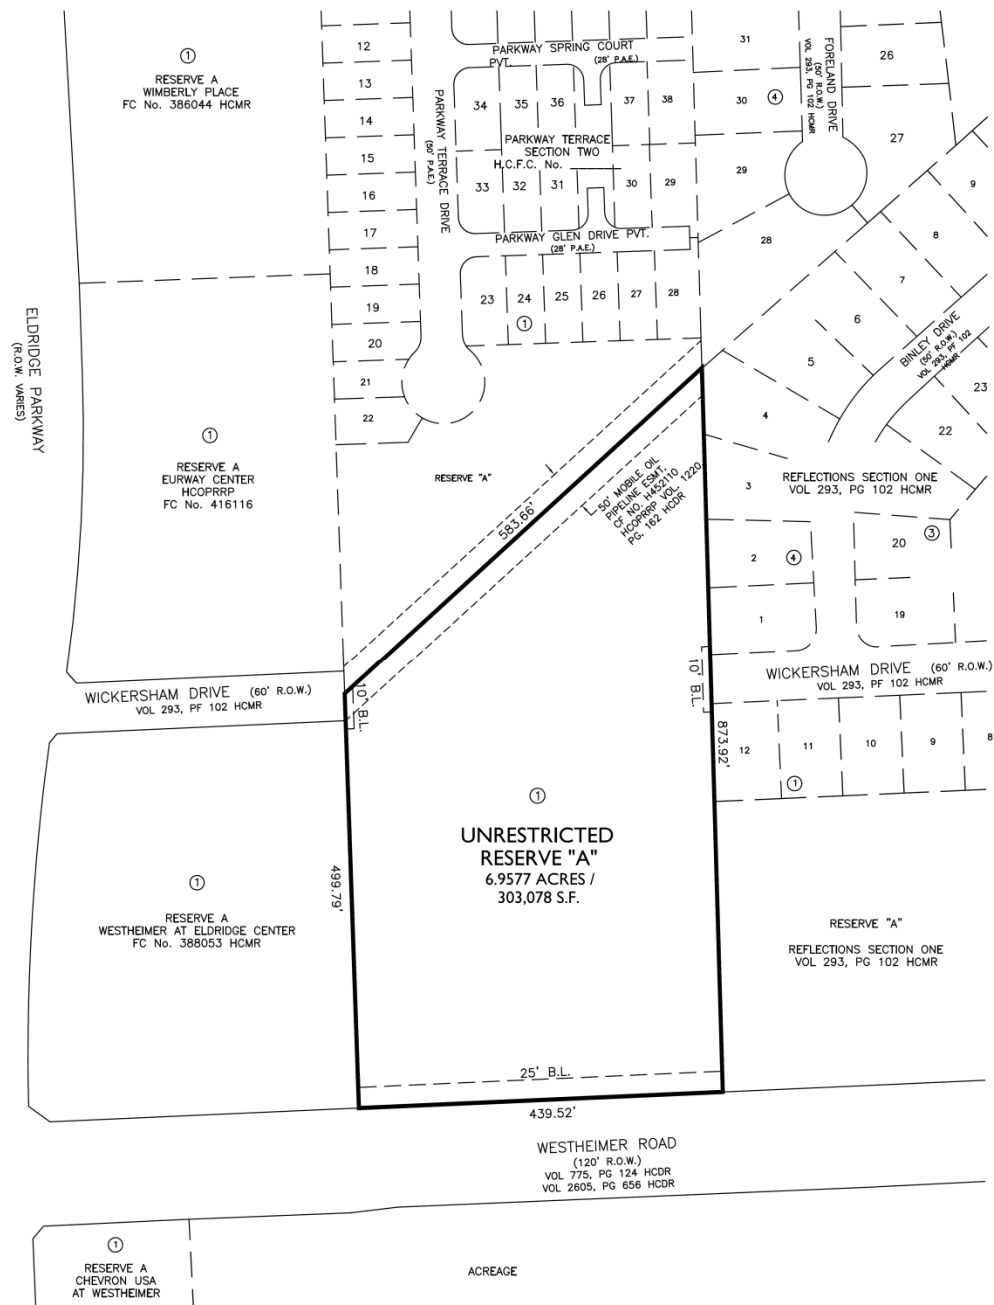 12
13
14
15
16
17
18
19
20
21
22
1
RESERVE A
WIMBERLY PLACE
FC No. 386044 HCMR
PARKWAY TERRACE DRIVE
(50' P.A.E.)
PARKWAY SPRING COURT
PVT.
(28' P.A.E.)
34
35
36
37
38
PARKWAY TERRACE
SECTION TWO
H.C.F.C. No.
33
32
31
30
29
PARKWAY GLEN DRIVE PVT.
(28' P.A.E.)
23
24
25
26
27
28
1
31
30
4
29
28
FORELAND DRIVE
(50' R.O.W.)
VOL 293, PG 102 HCMR
26
27
9
8
7
6
5
4
3
BINLEY DRIVE
(50' R.O.W.)
VOL 293, PF 102
HCMR
23
22
ELDRIDGE PARKWAY
(R.O.W. VARIES)
1
RESERVE A
EURWAY CENTER
HCOPRRP
FC No. 416116
RESERVE "A"
583.66'
50' MOBILE OIL
PIPELINE ESMT.
CF NO. H452110
HCOPRRP VOL. 1220
PG. 162 HCDR
REFLECTIONS SECTION ONE
VOL 293, PG 102 HCMR
2
4
20
3
1
19
WICKERSHAM DRIVE (60' R.O.W.)
VOL 293, PF 102 HCMR
10' B.L.
10' B.L.
WICKERSHAM DRIVE (60' R.O.W.)
VOL 293, PF 102 HCMR
873.92'
12
11
10
9
8
1
1
UNRESTRICTED
RESERVE "A"
6.9577 ACRES /
303,078 S.F.
499.79'
1
RESERVE A
WESTHEIMER AT ELDRIDGE CENTER
FC No. 388053 HCMR
RESERVE "A"
REFLECTIONS SECTION ONE
VOL 293, PG 102 HCMR
25' B.L.
439.52'
WESTHEIMER ROAD
(120' R.O.W.)
VOL 775, PG 124 HCDR
VOL 2605, PG 656 HCDR
1
RESERVE A
CHEVRON USA
AT WESTHEIMER
ACREAGE